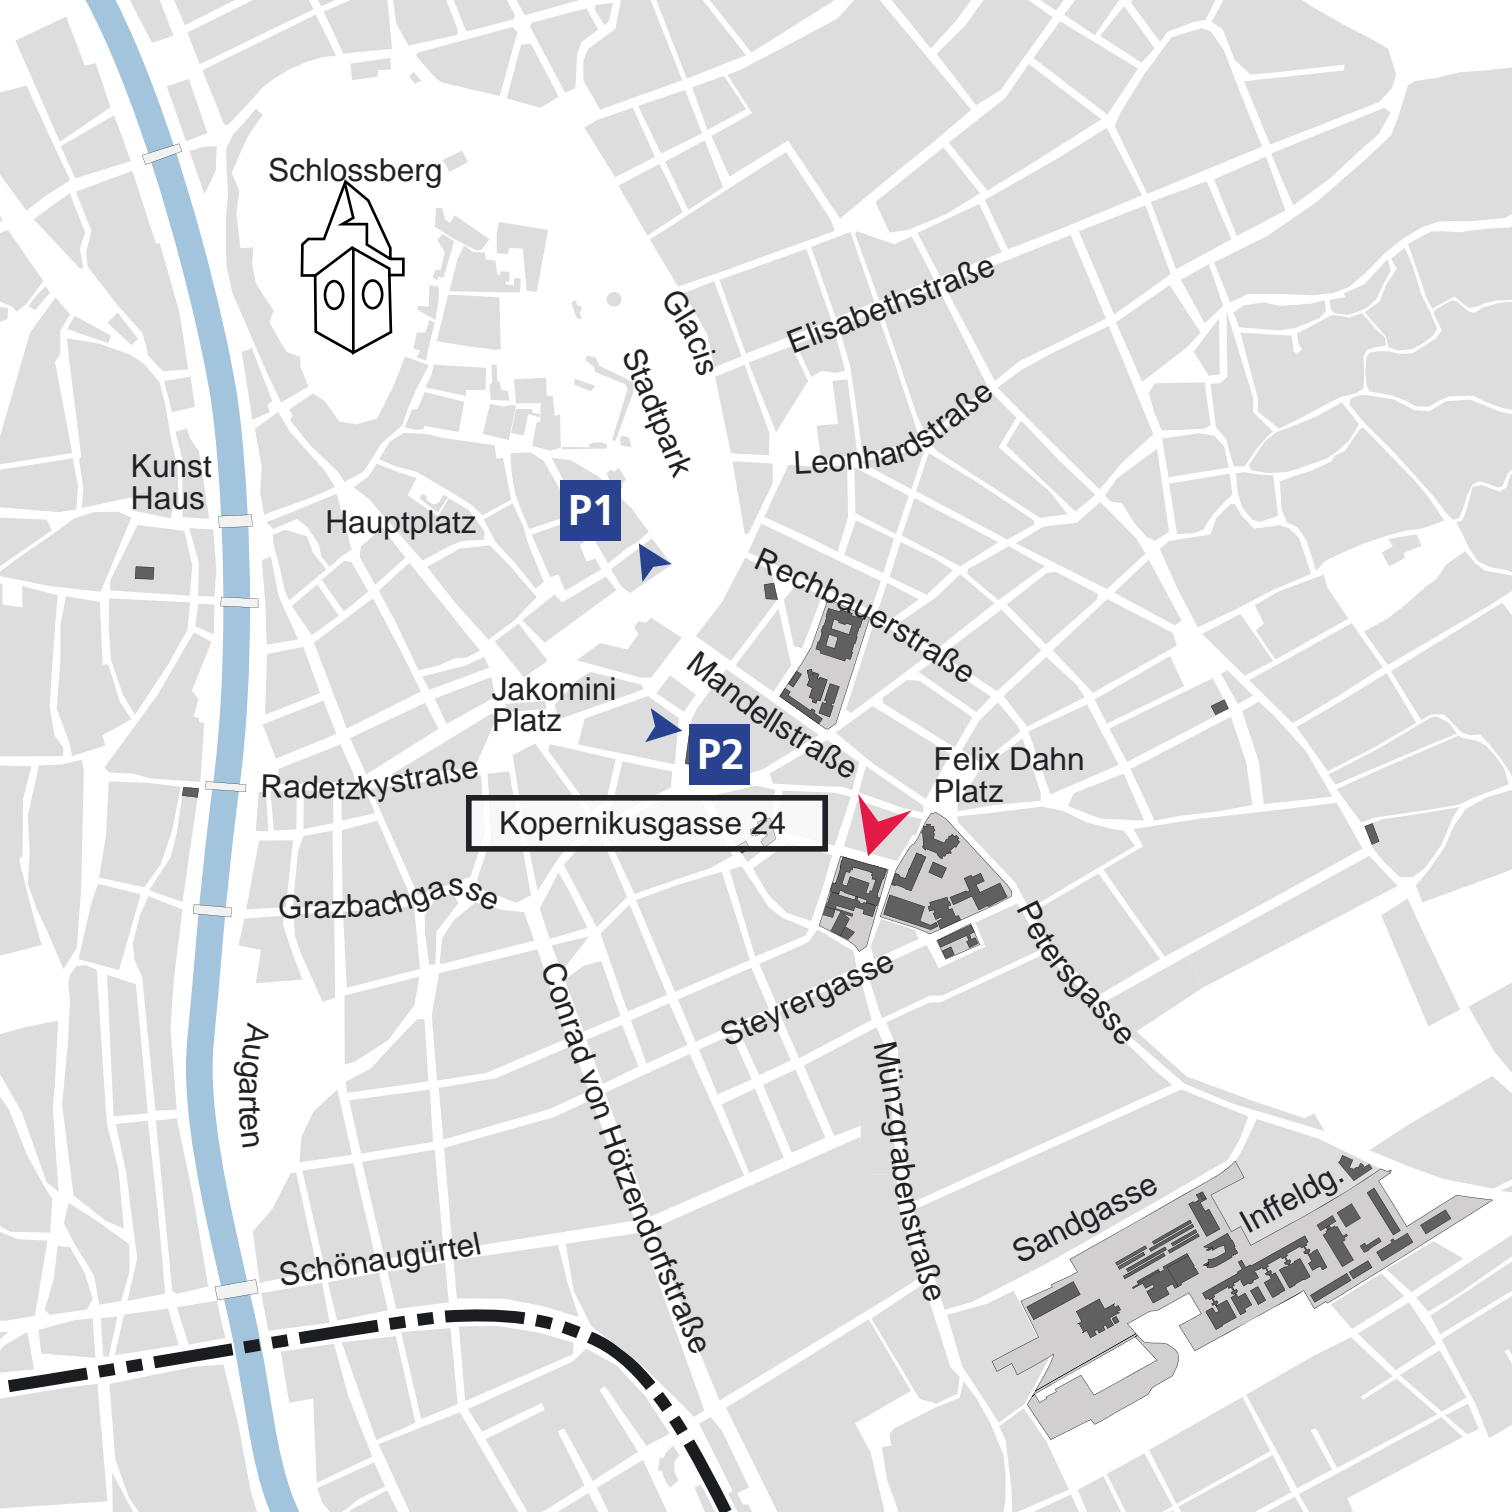 Schlossberg
Glacis
Elisabethstraße
Stadtpark
Leonhardstraße
Kunst
Haus
Hauptplatz
P1
Rechbauerstraße
Mandellstraße
Jakomini
Platz
P2
Felix Dahn
Platz
Radetzkystraße
Kopernikusgasse 24
Grazbachgasse
Petersgasse
Steyrergasse
Conrad von Hötzendorfstraße
Augarten
Münzgrabenstraße
Sandgasse
Inffeldg.
Schönaugürtel